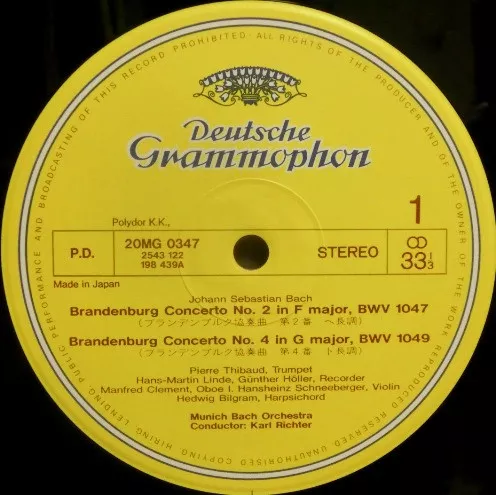 ALL RIGHTS OF THE PRODUCER AND OF THE OWNER OF THE WORK REPRODUCED RESERVED UNAUTHORISED COPYING HIRING, LENDING, PUBLIC PERFORMANCE AND BROADCASTING OF THIS RECORD PROHIBITED
Deutsche
Grammophon
Polydor K.K.,
1
P.D.
20MG 0347
2543 122
198 439A
STEREO
33 1/3
Made in Japan
Johann Sebastian Bach
Brandenburg Concerto No. 2 in F major, BWV 1047
(ブランデンブルク協奏曲 第2番 ヘ長調)
Brandenburg Concerto No. 4 in G major, BWV 1049
(ブランデンブルク協奏曲 第4番 ト長調)
Pierre Thibaud, Trumpet
Hans-Martin Linde, Günther Höller, Recorder
Manfred Clement, Oboe I. Hansheinz Schneeberger, Violin
Hedwig Bilgram, Harpsichord
Munich Bach Orchestra
Conductor: Karl Richter